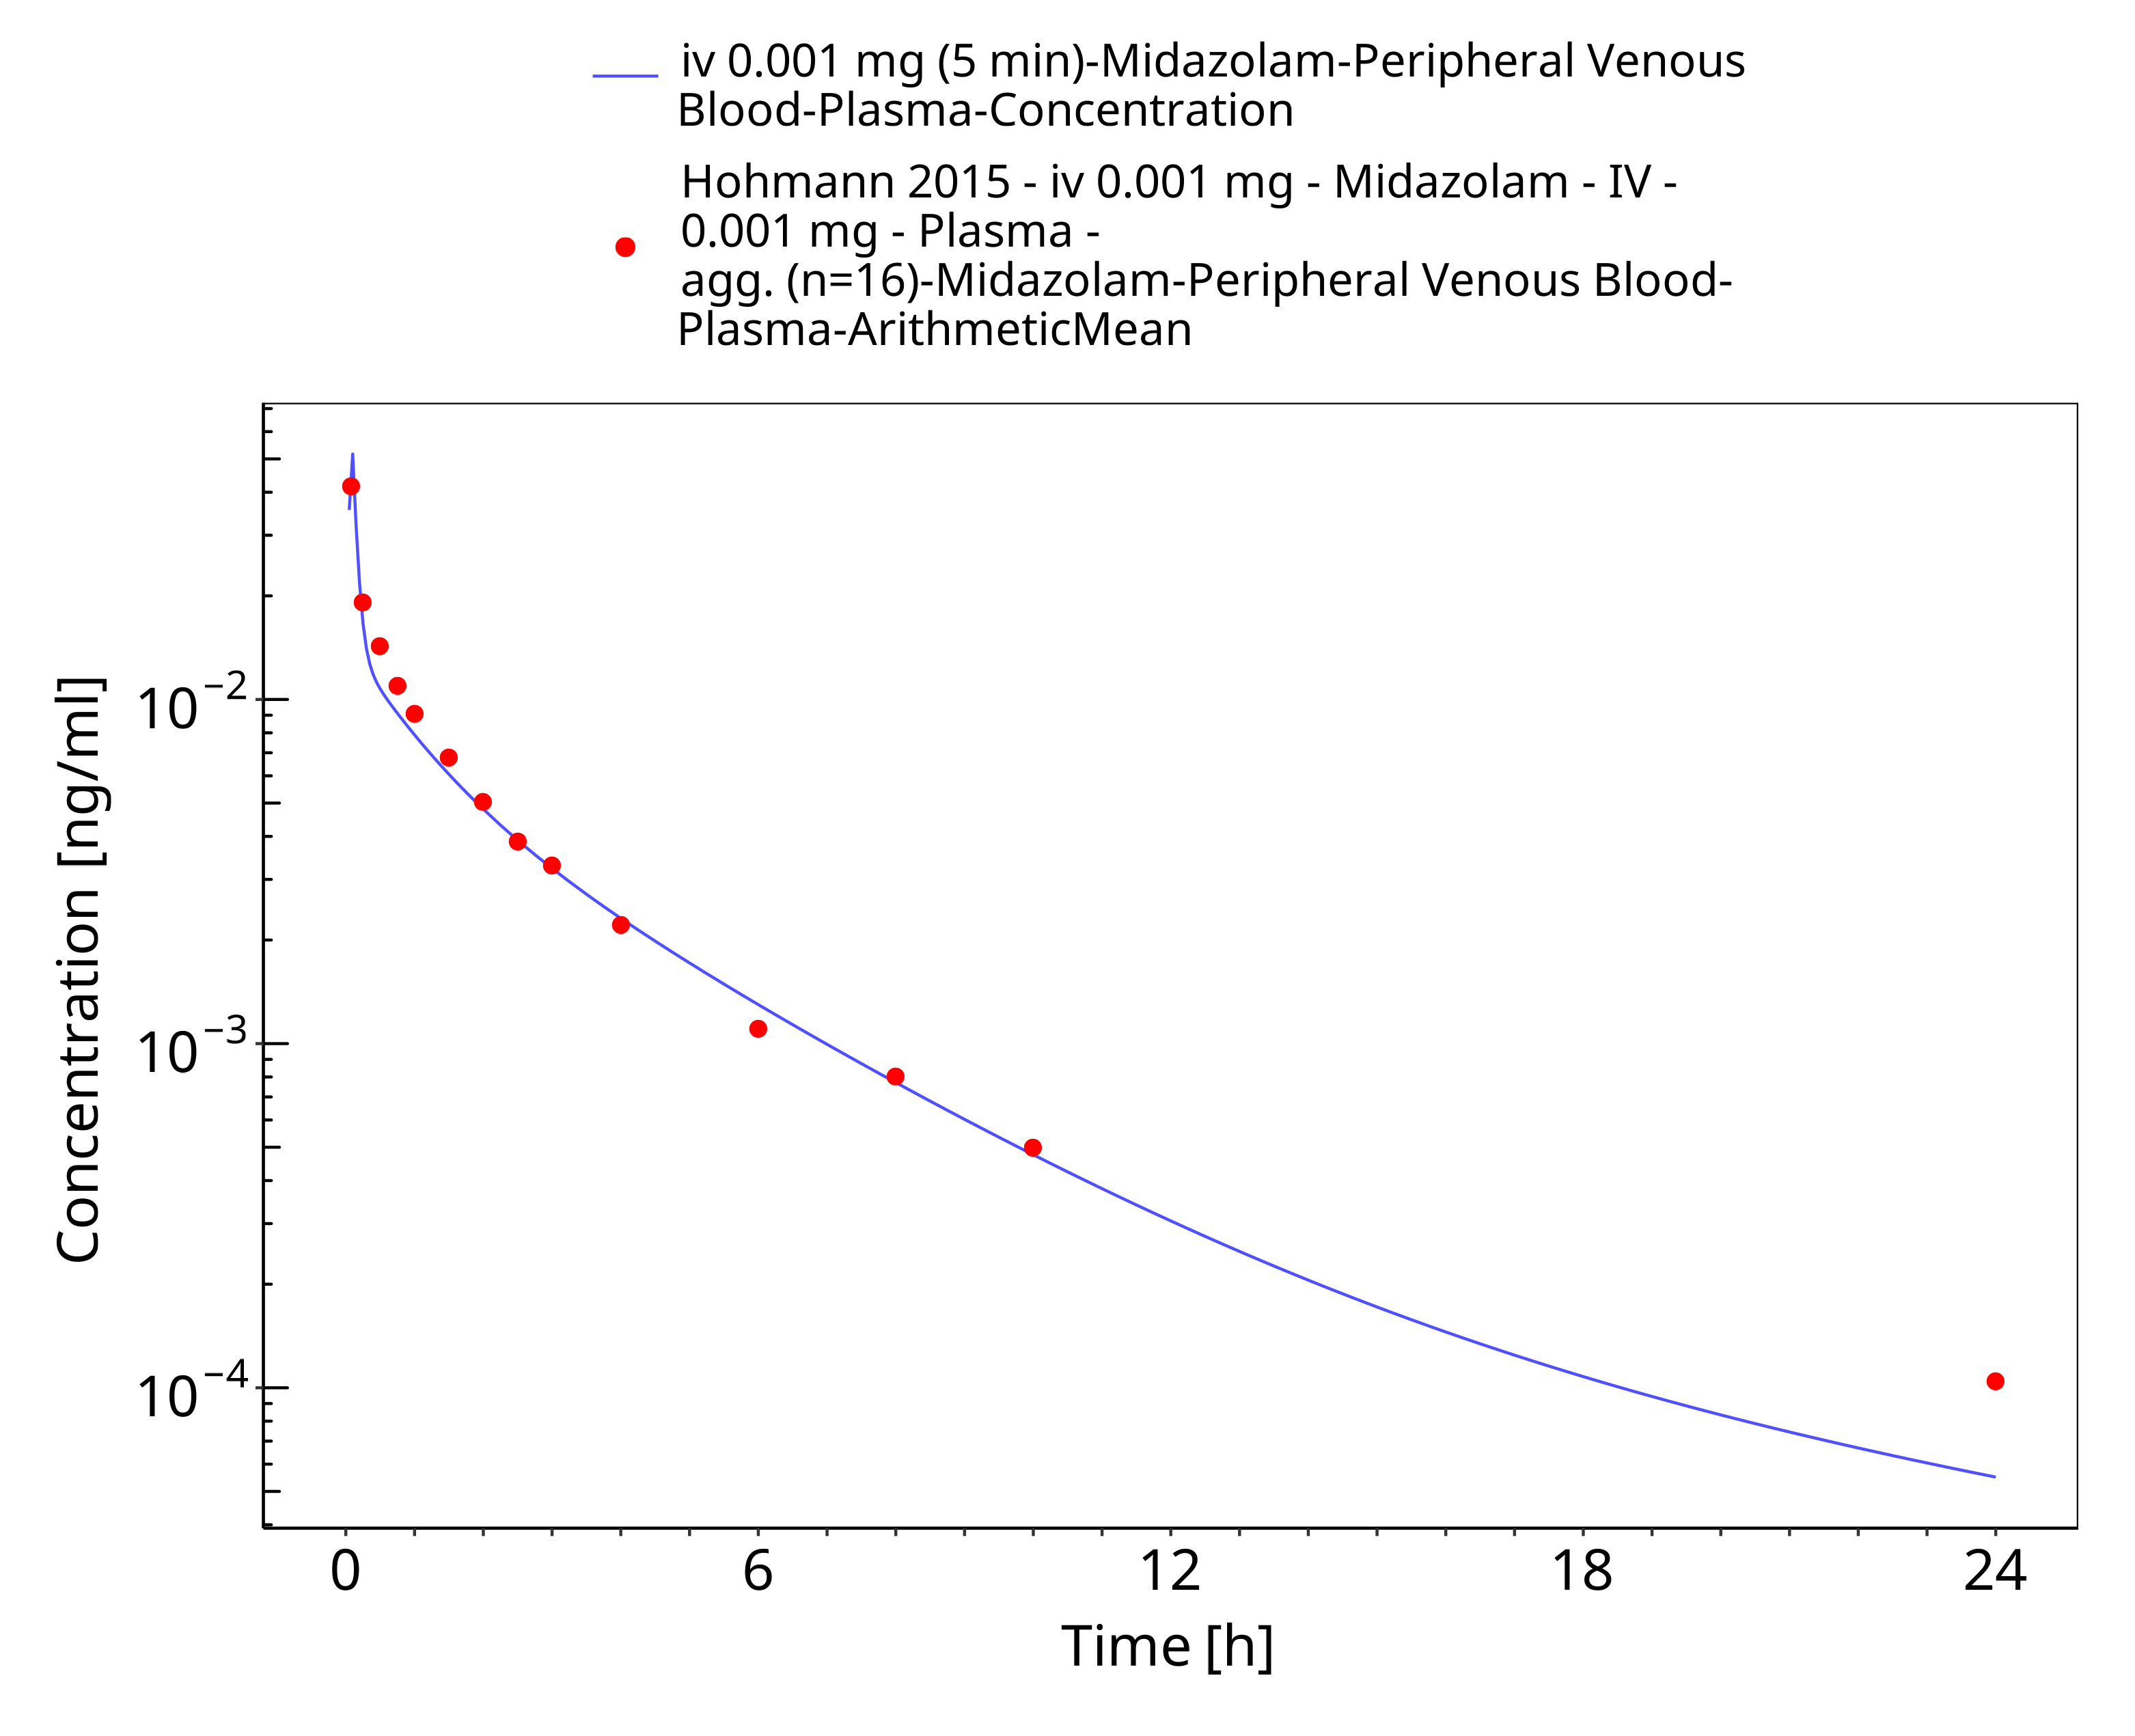 iv 0.001 mg (5 min)-Midazolam-Peripheral Venous
Blood-Plasma-Concentration
Hohmann 2015 - iv 0.001 mg - Midazolam - IV -
0.001 mg - Plasma -
agg. (n=16)-Midazolam-Peripheral Venous Blood-
Plasma-ArithmeticMean
Concentration [ng/ml]
10⁻²
10⁻³
10⁻⁴
0 6 12 18 24
Time [h]